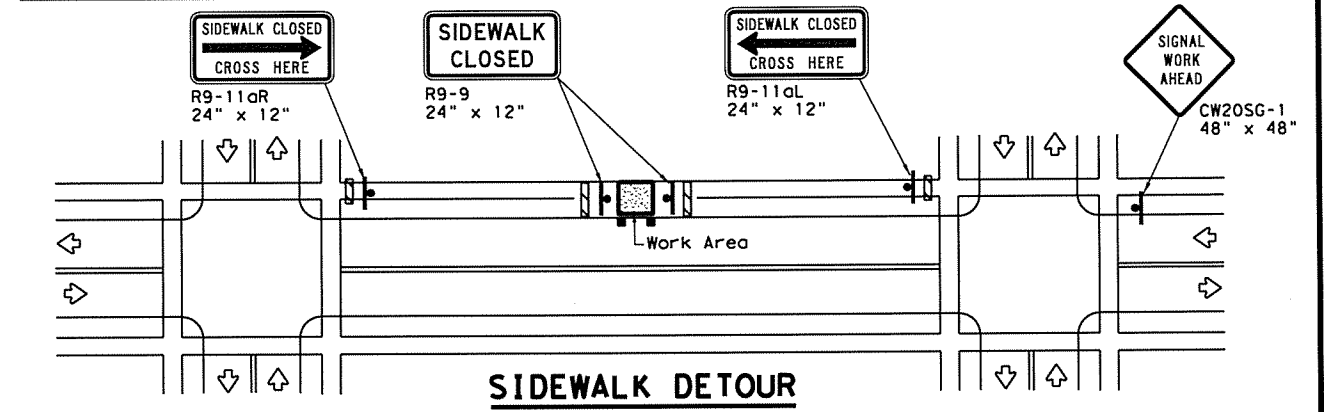 SIDEWALK CLOSED
CROSS HERE
R9-11aR
24" x 12"
SIDEWALK
CLOSED
R9-9
24" x 12"
SIDEWALK CLOSED
CROSS HERE
R9-11aL
24" x 12"
SIGNAL
WORK
AHEAD
CW20SG-1
48" x 48"
Work Area
SIDEWALK DETOUR